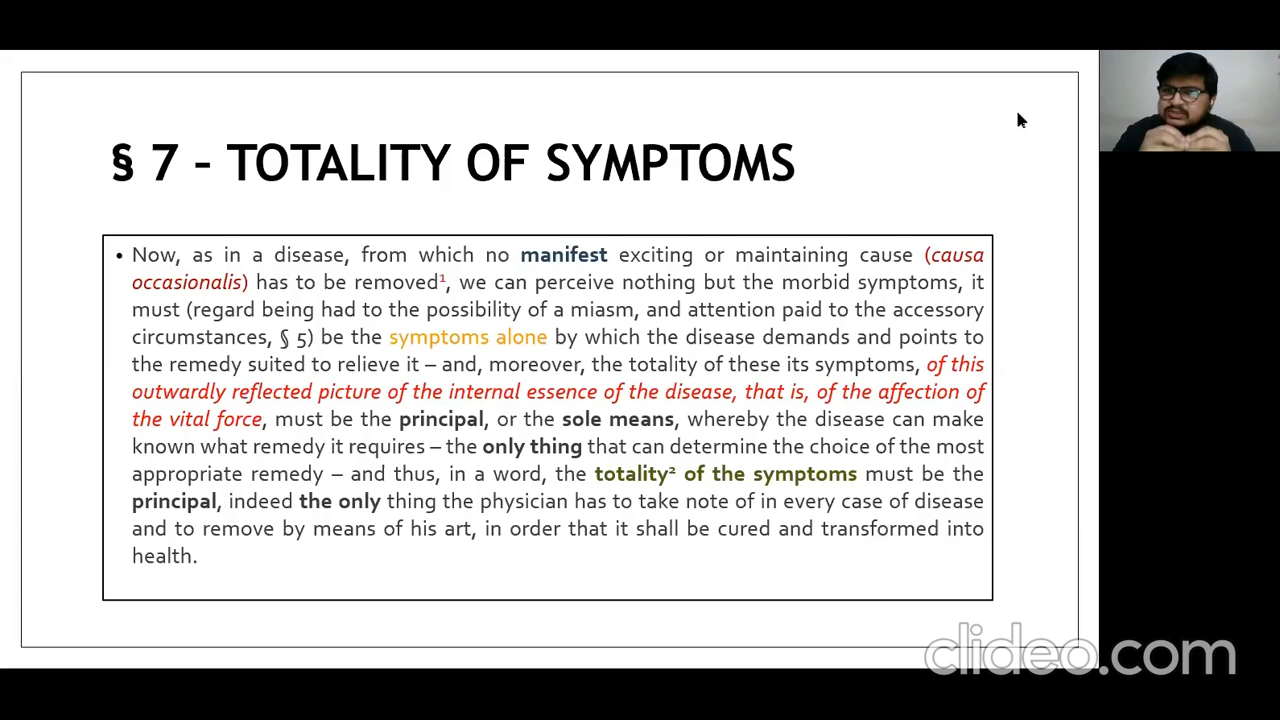 § 7 – TOTALITY OF SYMPTOMS
• Now, as in a disease, from which no manifest exciting or maintaining cause (causa
occasionalis) has to be removed¹, we can perceive nothing but the morbid symptoms, it
must (regard being had to the possibility of a miasm, and attention paid to the accessory
circumstances, § 5) be the symptoms alone by which the disease demands and points to
the remedy suited to relieve it – and, moreover, the totality of these its symptoms, of this
outwardly reflected picture of the internal essence of the disease, that is, of the affection of
the vital force, must be the principal, or the sole means, whereby the disease can make
known what remedy it requires – the only thing that can determine the choice of the most
appropriate remedy – and thus, in a word, the totality² of the symptoms must be the
principal, indeed the only thing the physician has to take note of in every case of disease
and to remove by means of his art, in order that it shall be cured and transformed into
health.
clideo.com